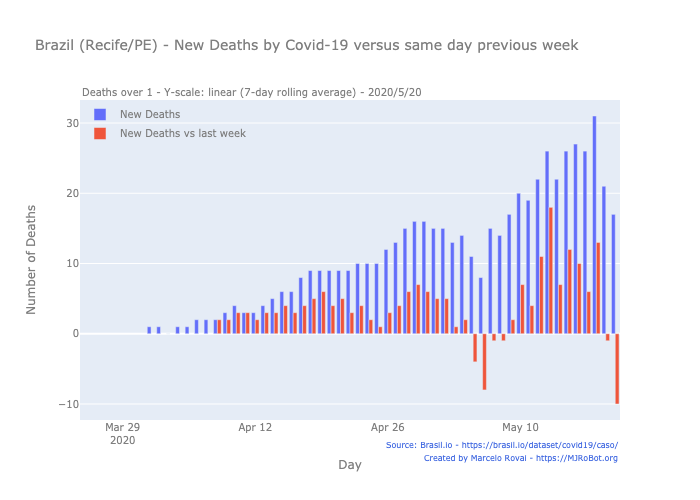 Brazil (Recife/PE) - New Deaths by Covid-19 versus same day previous week
Deaths over 1 - Y-scale: linear (7-day rolling average) - 2020/5/20
New Deaths
New Deaths vs last week
30
20
10
0
−10
Number of Deaths
Mar 29
2020
Apr 12
Apr 26
May 10
Day
Source: Brasil.io - https://brasil.io/dataset/covid19/caso/
Created by Marcelo Rovai - https://MJRoBot.org